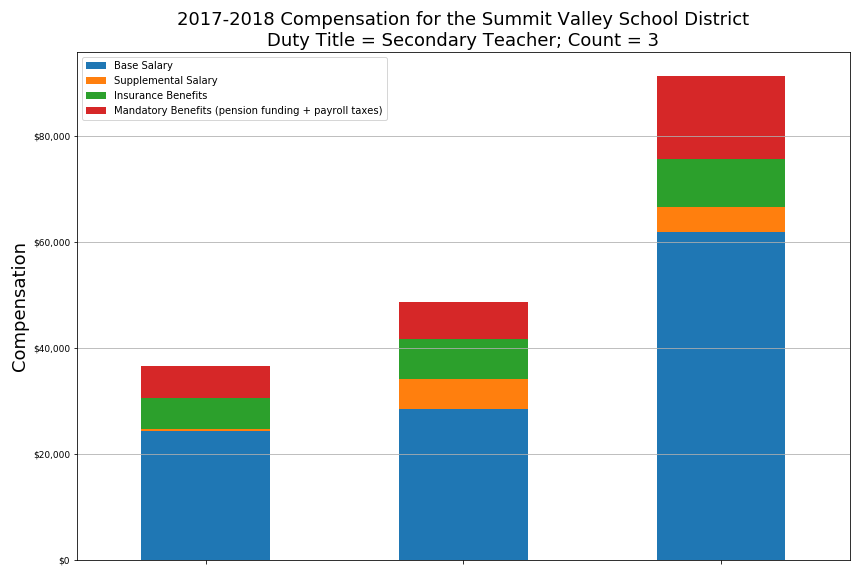 2017-2018 Compensation for the Summit Valley School District
Duty Title = Secondary Teacher; Count = 3
Base Salary
Supplemental Salary
Insurance Benefits
Mandatory Benefits (pension funding + payroll taxes)
Compensation
$80,000
$60,000
$40,000
$20,000
$0